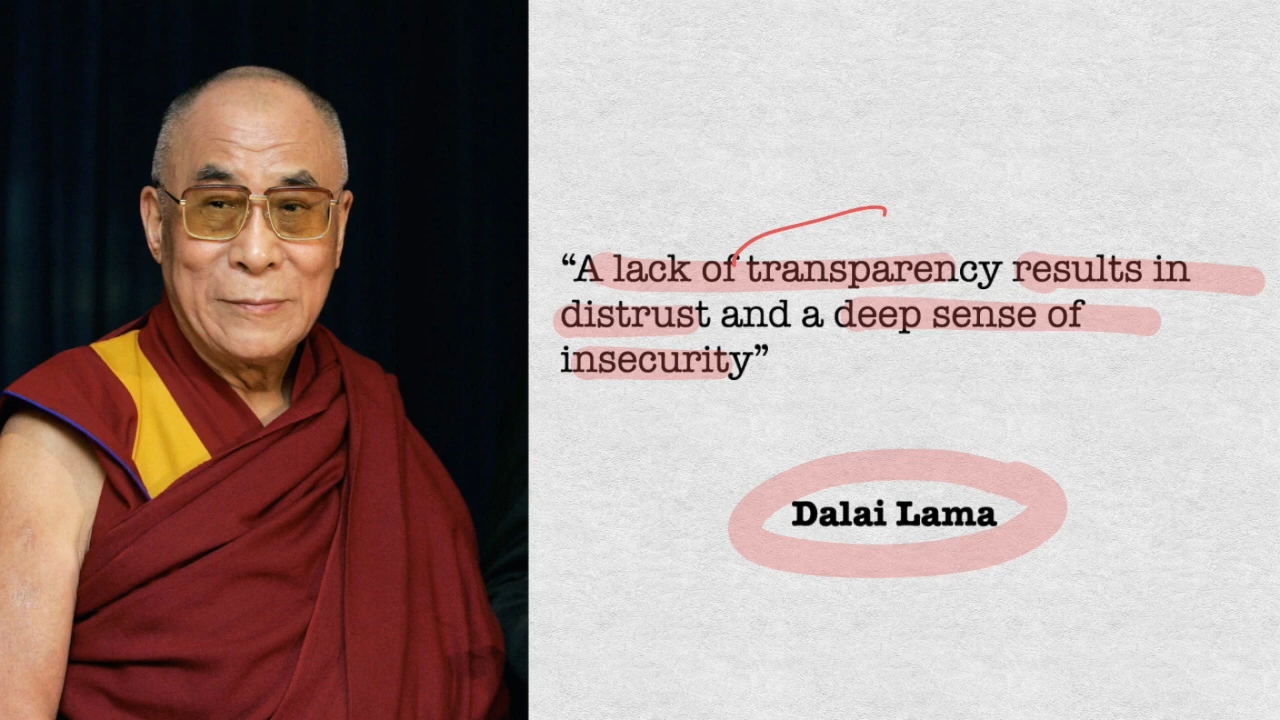 “A lack of transparency results in
distrust and a deep sense of
insecurity”
Dalai Lama